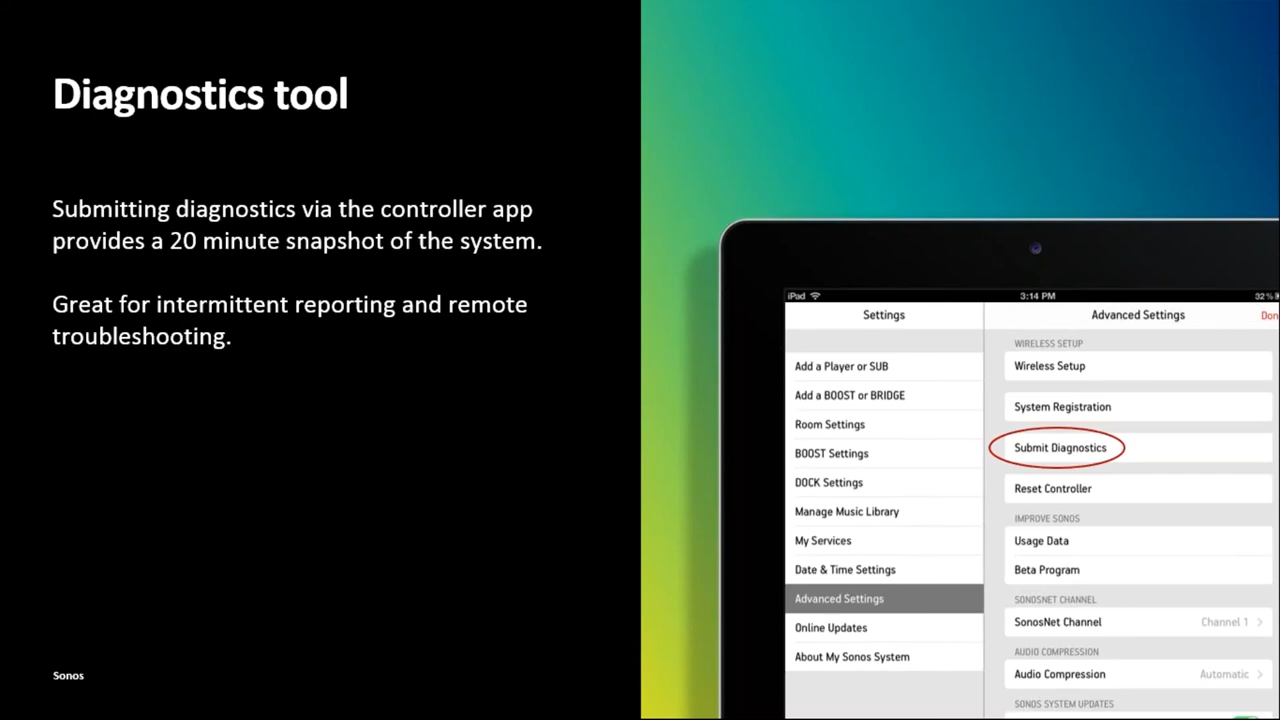 Diagnostics tool
Submitting diagnostics via the controller app
provides a 20 minute snapshot of the system.
Great for intermittent reporting and remote
troubleshooting.
Sonos
iPad
3:14 PM
32%
Settings
Add a Player or SUB
Add a BOOST or BRIDGE
Room Settings
BOOST Settings
DOCK Settings
Manage Music Library
My Services
Date & Time Settings
Advanced Settings
Online Updates
About My Sonos System
Advanced Settings
Don
WIRELESS SETUP
Wireless Setup
System Registration
Submit Diagnostics
Reset Controller
IMPROVE SONOS
Usage Data
Beta Program
SONOSNET CHANNEL
SonosNet Channel Channel 1
AUDIO COMPRESSION
Audio Compression Automatic
SONOS SYSTEM UPDATES